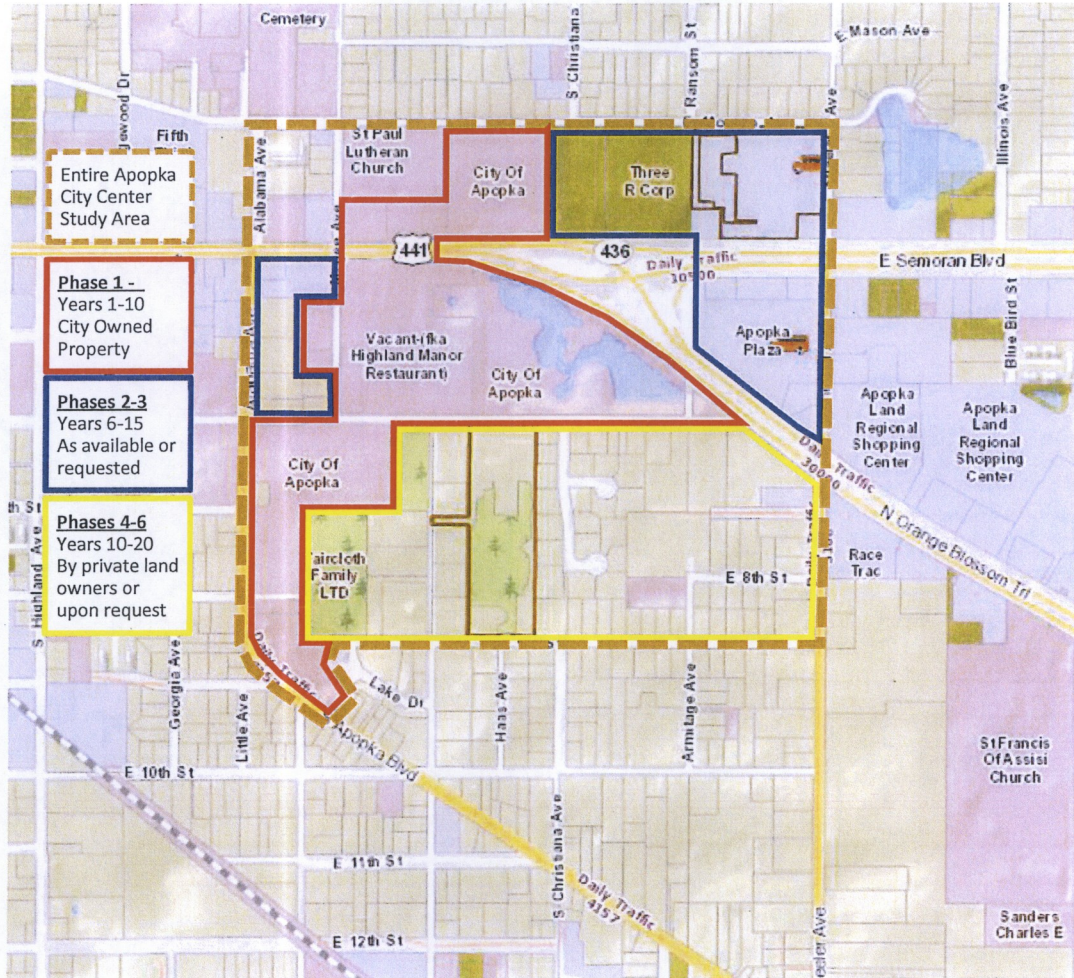 Cemetery
S Christiana
S Ransom St
E Mason Ave
Illinois Ave
Fifth
St Paul
Lutheran
Church
Alabama Ave
City Of
Apopka
Three
R Corp
Entire Apopka
City Center
Study Area
441
436
Daily Traffic
30500
E Semoran Blvd
Phase 1 -
Years 1-10
City Owned
Property
Vacant-(fka
Highland Manor
Restaurant)
City Of
Apopka
Apopka
Plaza
Blue Bird St
Phases 2-3
Years 6-15
As available or
requested
Apopka
Land
Regional
Shopping
Center
Apopka
Land
Regional
Shopping
Center
City Of
Apopka
Daily Traffic
30000
N Orange Blossom Trl
Phases 4-6
Years 10-20
By private land
owners or
upon request
S Highland Ave
aircloth
Family
LTD
E 8th St
Race
Trac
Georgia Ave
Little Ave
Daily Traffic
Lake Dr
Haas Ave
Armitage Ave
Apopka Blvd
E 10th St
St Francis
Of Assisi
Church
E 11th St
S Christiana Ave
Daily Traffic
4157
E 12th St
eeler Ave
Sanders
Charles E